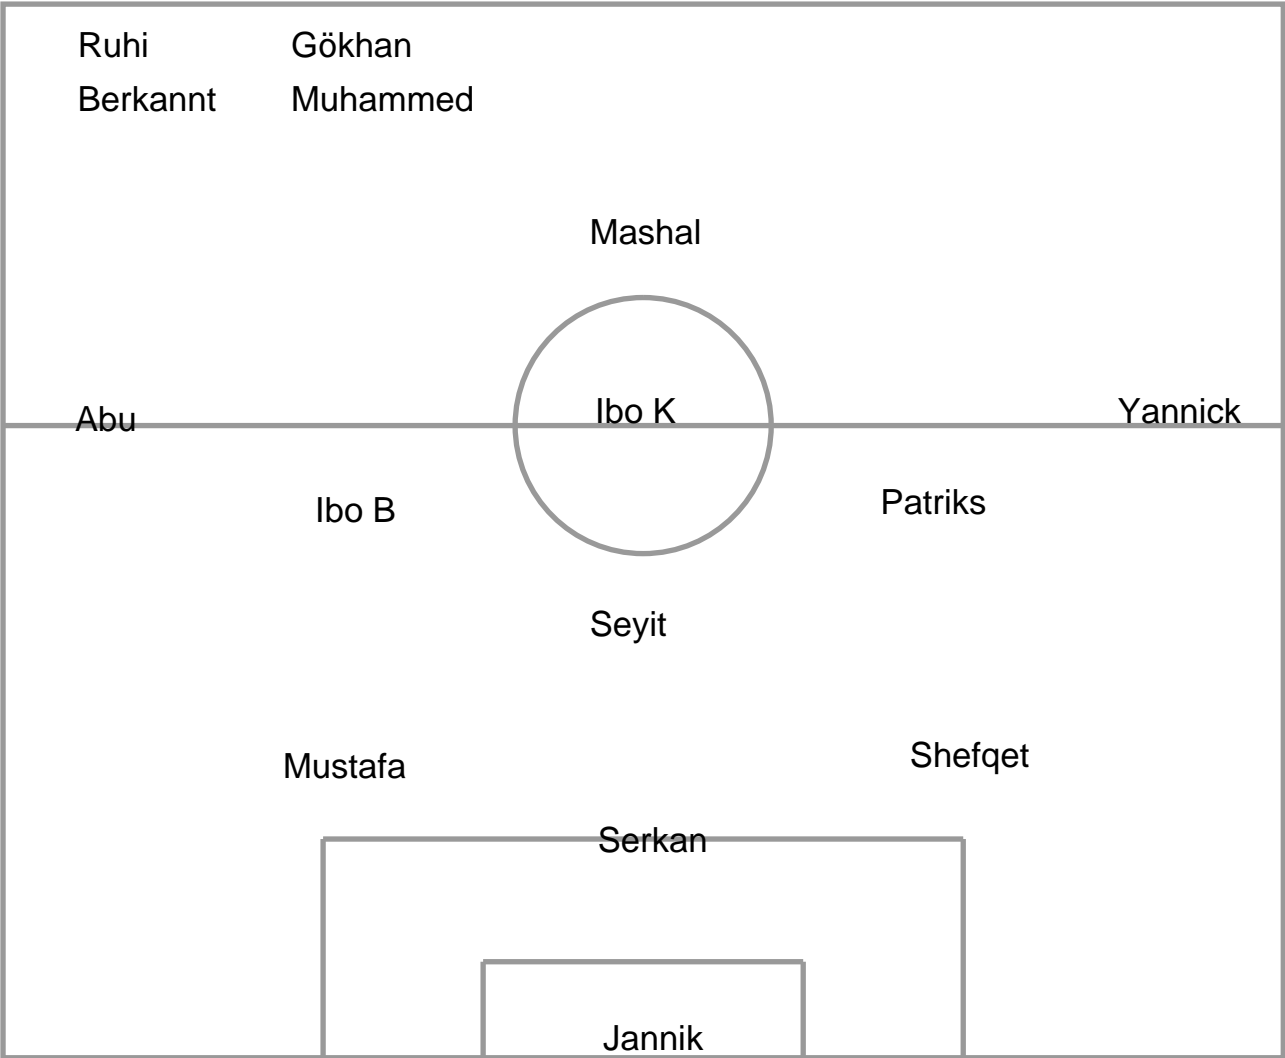 Ruhi Gökhan
Berkannt Muhammed
Mashal
Abu Ibo K Yannick
Ibo B Patriks
Seyit
Mustafa Shefqet
Serkan
Jannik